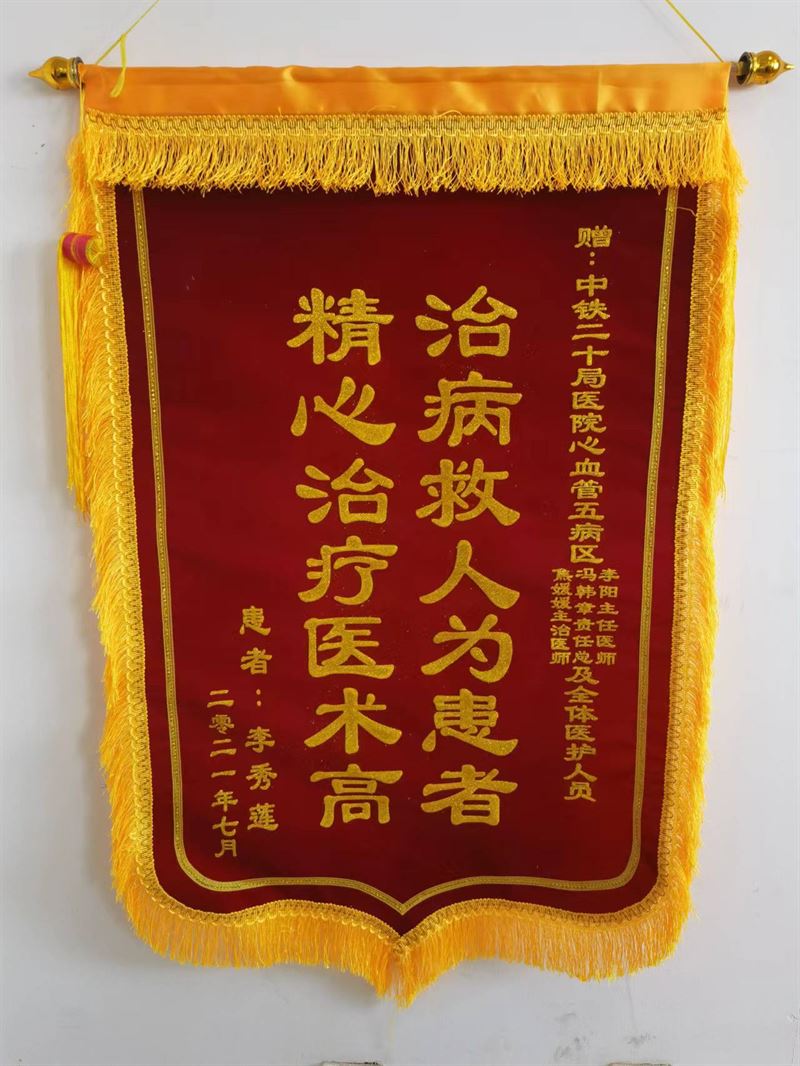 赠：中铁二十局医院心血管五病区
李阳主任医师
冯韩章责任总
焦媛媛主治医师
及全体医护人员
治病救人为患者
精心治疗医术高
患者：李秀莲
二零二一年七月